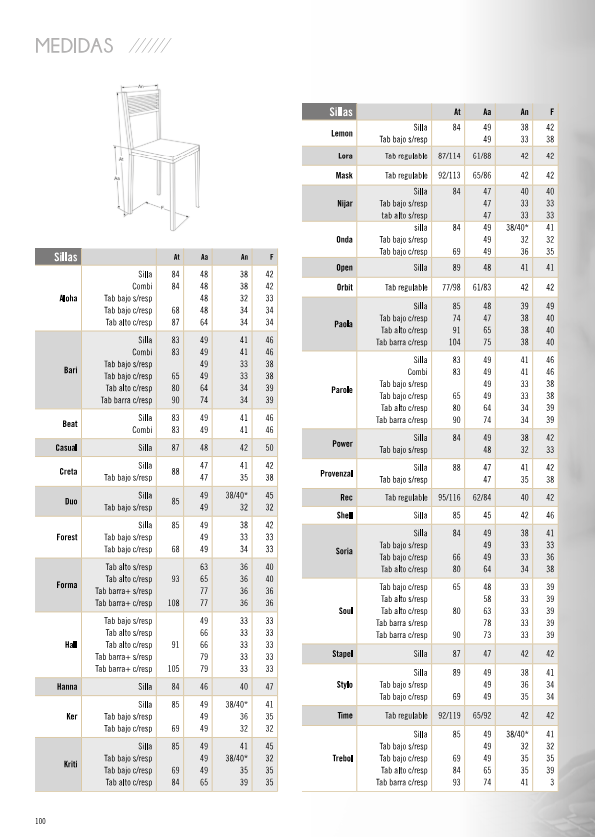 MEDIDAS
An
At
Aa
F
Sillas At Aa An F
Silla 84 48 38 42
Combi 84 48 38 42
Aloha Tab bajo s/resp 48 32 33
Tab bajo c/resp 68 48 34 34
Tab alto c/resp 87 64 34 34
Silla 83 49 41 46
Combi 83 49 41 46
Tab bajo s/resp 49 33 38
Bari Tab bajo c/resp 65 49 33 38
Tab alto c/resp 80 64 34 39
Tab barra c/resp 90 74 34 39
Beat Silla 83 49 41 46
Combi 83 49 41 46
Casual Silla 87 48 42 50
Creta Silla 88 47 41 42
Tab bajo s/resp 47 35 38
Duo Silla 85 49 38/40* 45
Tab bajo s/resp 49 32 32
Silla 85 49 38 42
Forest Tab bajo s/resp 49 33 33
Tab bajo c/resp 68 49 34 33
Tab alto s/resp 63 36 40
Forma Tab alto c/resp 93 65 36 40
Tab barra+ s/resp 77 36 36
Tab barra+ c/resp 108 77 36 36
Tab bajo s/resp 49 33 33
Tab alto s/resp 66 33 33
Hall Tab alto c/resp 91 66 33 33
Tab barra+ s/resp 79 33 33
Tab barra+ c/resp 105 79 33 33
Hanna Silla 84 46 40 47
Silla 85 49 38/40* 41
Ker Tab bajo s/resp 49 36 35
Tab bajo c/resp 69 49 32 32
Silla 85 49 41 45
Kriti Tab bajo s/resp 49 38/40* 32
Tab bajo c/resp 69 49 35 35
Tab alto c/resp 84 65 39 35
Sillas At Aa An F
Lemon Silla 84 49 38 42
Tab bajo s/resp 49 33 38
Lora Tab regulable 87/114 61/88 42 42
Mask Tab regulable 92/113 65/86 42 42
Silla 84 47 40 40
Nijar Tab bajo s/resp 47 33 33
tab alto s/resp 47 33 33
silla 84 49 38/40* 41
Onda Tab bajo s/resp 49 32 32
Tab bajo c/resp 69 49 36 35
Open Silla 89 48 41 41
Orbit Tab regulable 77/98 61/83 42 42
Silla 85 48 39 49
Paola Tab bajo c/resp 74 47 38 40
Tab alto c/resp 91 65 38 40
Tab barra c/resp 104 75 38 40
Silla 83 49 41 46
Combi 83 49 41 46
Parole Tab bajo s/resp 49 33 38
Tab bajo c/resp 65 49 33 38
Tab alto c/resp 80 64 34 39
Tab barra c/resp 90 74 34 39
Power Silla 84 49 38 42
Tab bajo s/resp 48 32 33
Provenzal Silla 88 47 41 42
Tab bajo s/resp 47 35 38
Rec Tab regulable 95/116 62/84 40 42
Shell Silla 85 45 42 46
Silla 84 49 38 41
Soria Tab bajo s/resp 49 33 33
Tab bajo c/resp 66 49 33 36
Tab alto c/resp 80 64 34 38
Tab bajo c/resp 65 48 33 39
Tab alto s/resp 58 33 39
Soul Tab alto c/resp 80 63 33 39
Tab barra s/resp 78 33 39
Tab barra c/resp 90 73 33 39
Stapel Silla 87 47 42 42
Silla 89 49 38 41
Stylo Tab bajo s/resp 49 36 34
Tab bajo c/resp 69 49 35 34
Time Tab regulable 92/119 65/92 42 42
Silla 85 49 38/40* 41
Tab bajo s/resp 49 32 32
Trebol Tab bajo c/resp 69 49 35 35
Tab alto c/resp 84 65 35 39
Tab barra c/resp 93 74 41 3
100